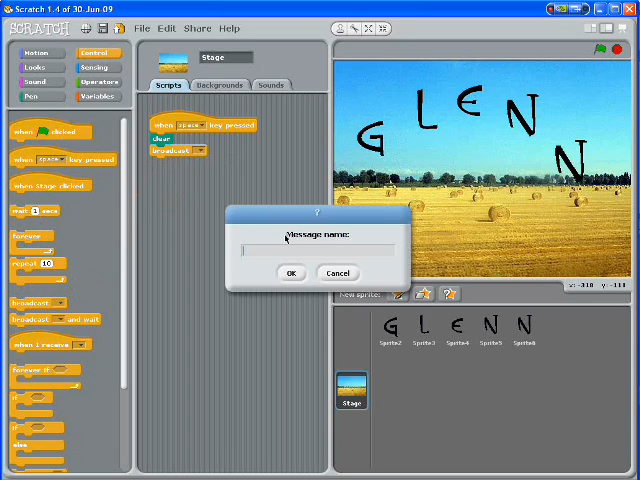 Scratch 1.4 of 30-Jun-09
SCRATCH File Edit Share Help
Motion Control
Looks Sensing
Sound Operators
Pen Variables
when clicked
when space key pressed
when Stage clicked
wait 1 secs
forever
repeat 10
broadcast
broadcast and wait
when I receive
forever if
if
if
else
Stage
Scripts Backgrounds Sounds
when space key pressed
clear
broadcast
?
Message name:
OK Cancel
G L E N N
x: -310 y: -111
New sprite:
G L E N N
Sprite2 Sprite3 Sprite4 Sprite5 Sprite6
Stage